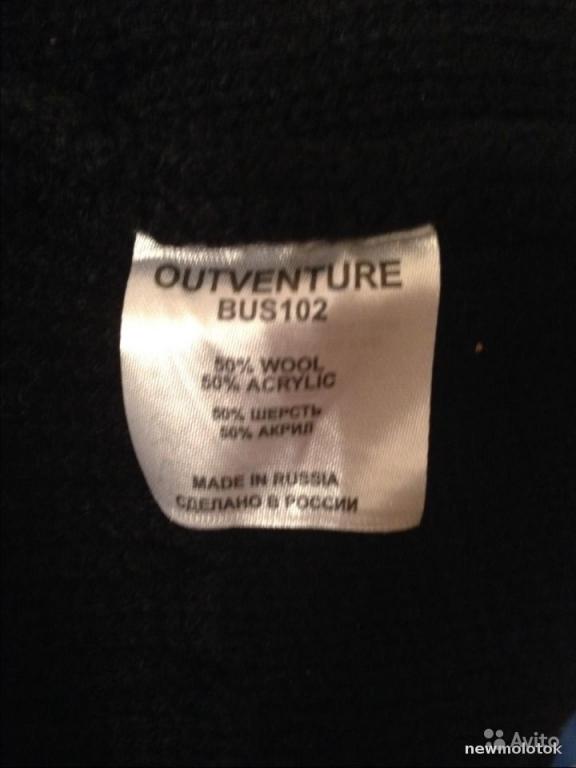 OUTVENTURE
BUS102
50% WOOL
50% ACRYLIC
50% ШЕРСТЬ
50% АКРИЛ
MADE IN RUSSIA
СДЕЛАНО В РОССИИ
Avito
newmolotok